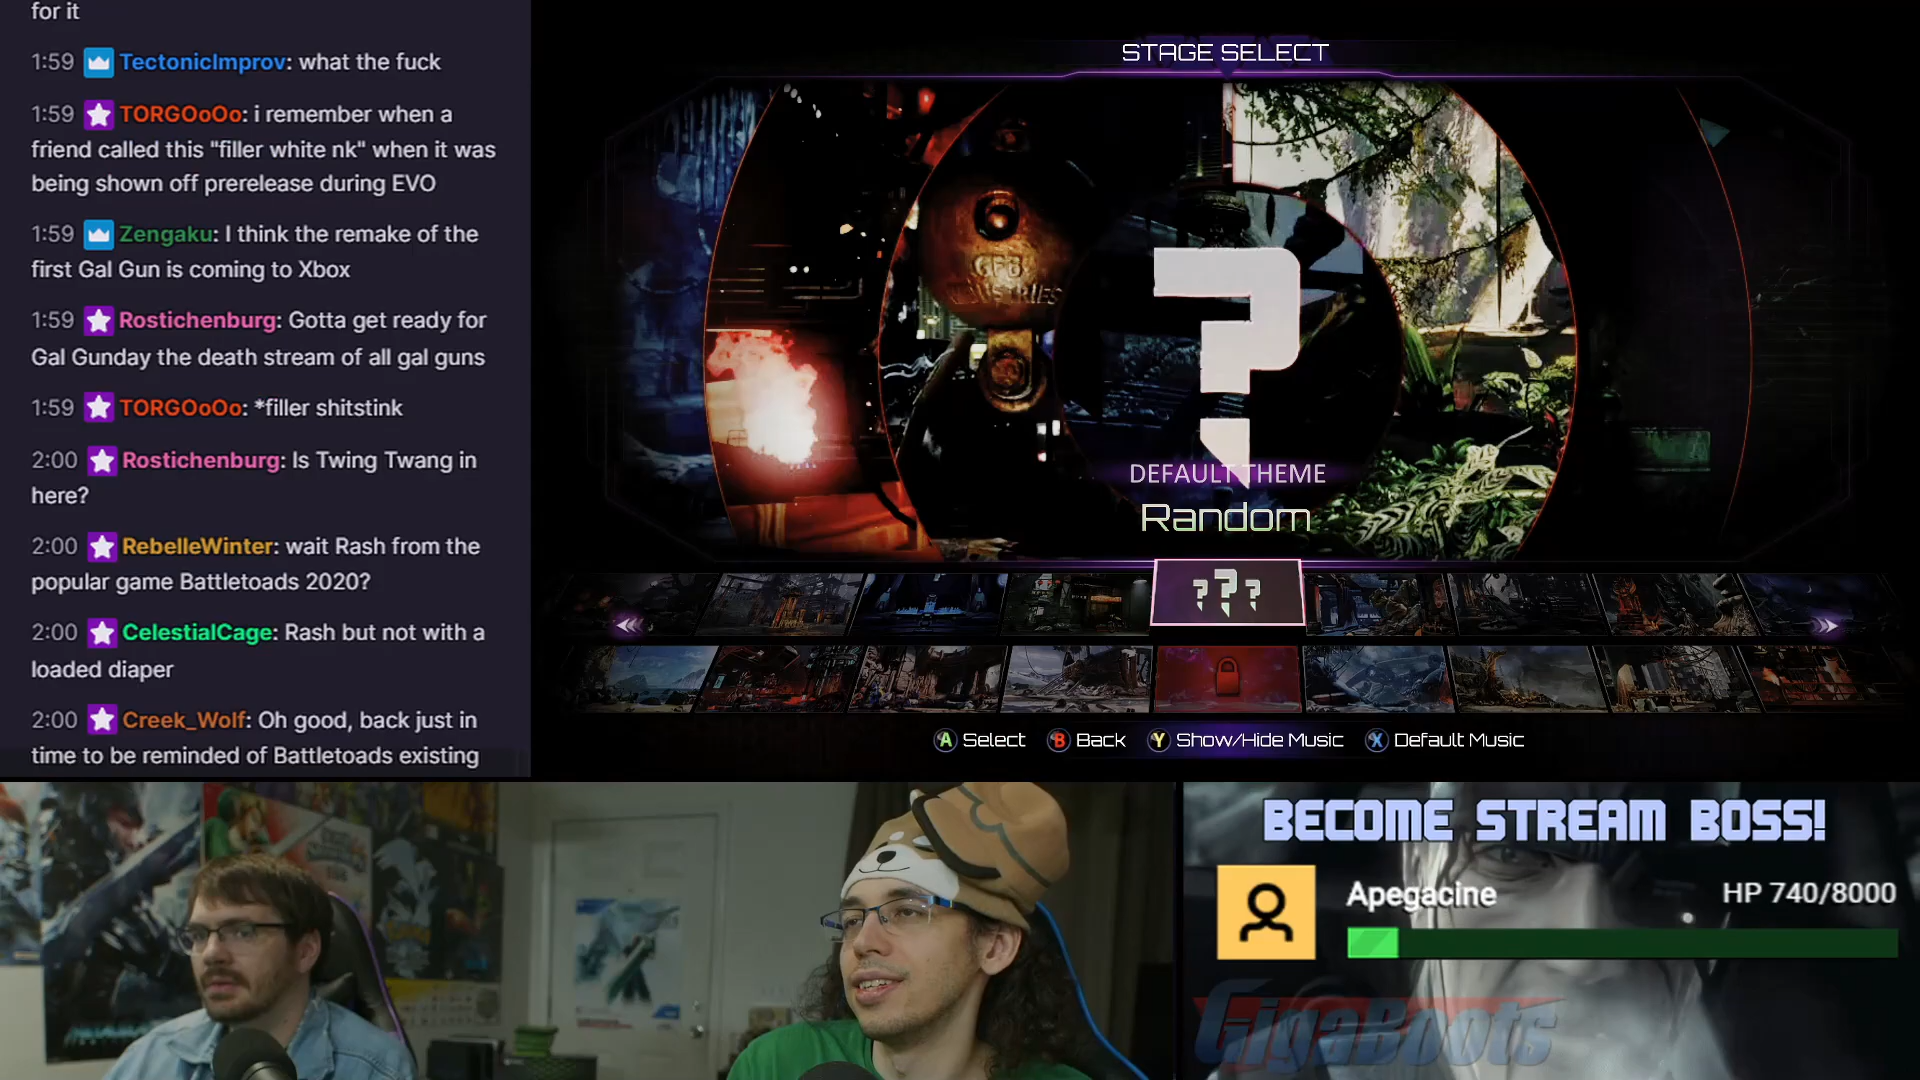 for it
1:59 TectonicImprov: what the fuck
1:59 TORGOoOo: i remember when a
friend called this "filler white nk" when it was
being shown off prerelease during EVO
1:59 Zengaku: I think the remake of the
first Gal Gun is coming to Xbox
1:59 Rostichenburg: Gotta get ready for
Gal Gunday the death stream of all gal guns
1:59 TORGOoOo: *filler shitstink
2:00 Rostichenburg: Is Twing Twang in
here?
2:00 RebelleWinter: wait Rash from the
popular game Battletoads 2020?
2:00 CelestialCage: Rash but not with a
loaded diaper
2:00 Creek_Wolf: Oh good, back just in
time to be reminded of Battletoads existing
STAGE SELECT
GFB
INDUSTRIES
?
DEFAULT THEME
Random
? ? ?
A Select B Back Y Show/Hide Music X Default Music
BECOME STREAM BOSS!
Apegacine HP 740/8000
GigaBoots